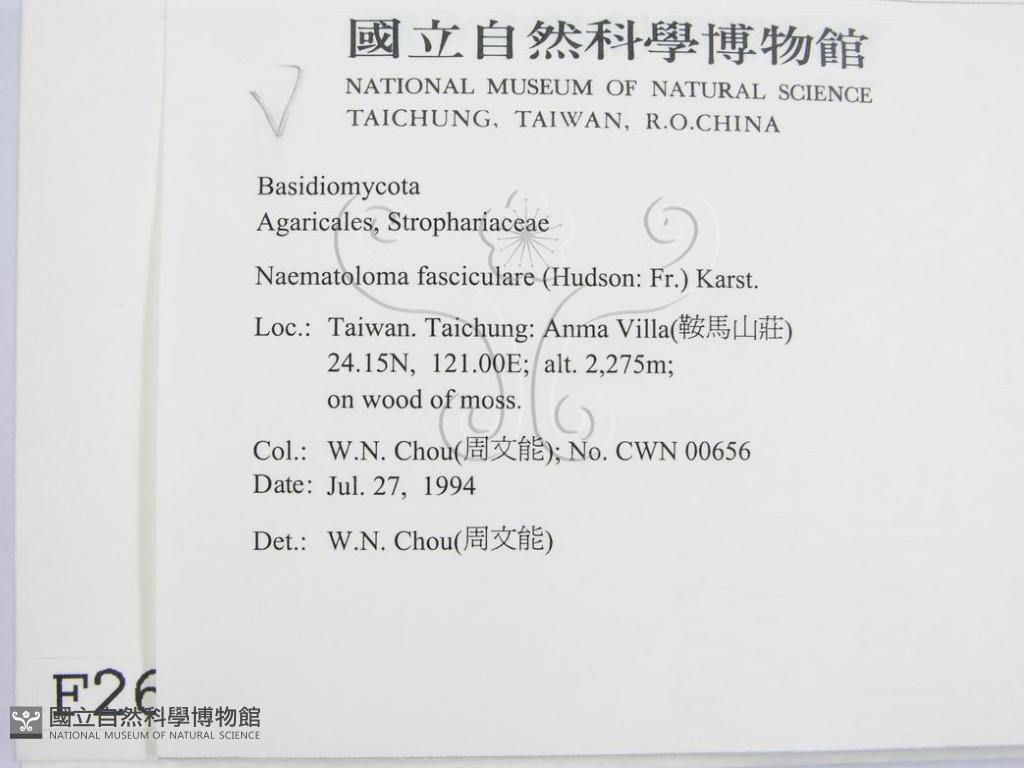 國立自然科學博物館
NATIONAL MUSEUM OF NATURAL SCIENCE
TAICHUNG, TAIWAN, R.O.CHINA
Basidiomycota
Agaricales, Strophariaceae
Naematoloma fasciculare (Hudson: Fr.) Karst.
Loc.: Taiwan. Taichung: Anma Villa(鞍馬山莊)
24.15N, 121.00E; alt. 2,275m;
on wood of moss.
Col.: W.N. Chou(周文能); No. CWN 00656
Date: Jul. 27, 1994
Det.: W.N. Chou(周文能)
F26
國立自然科學博物館
NATIONAL MUSEUM OF NATURAL SCIENCE